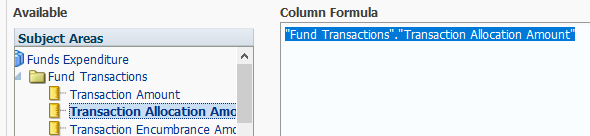 Available
Column Formula
Subject Areas
"Fund Transactions"."Transaction Allocation Amount"
Funds Expenditure
Fund Transactions
Transaction Amount
Transaction Allocation Amo
Transaction Encumbrance Amo